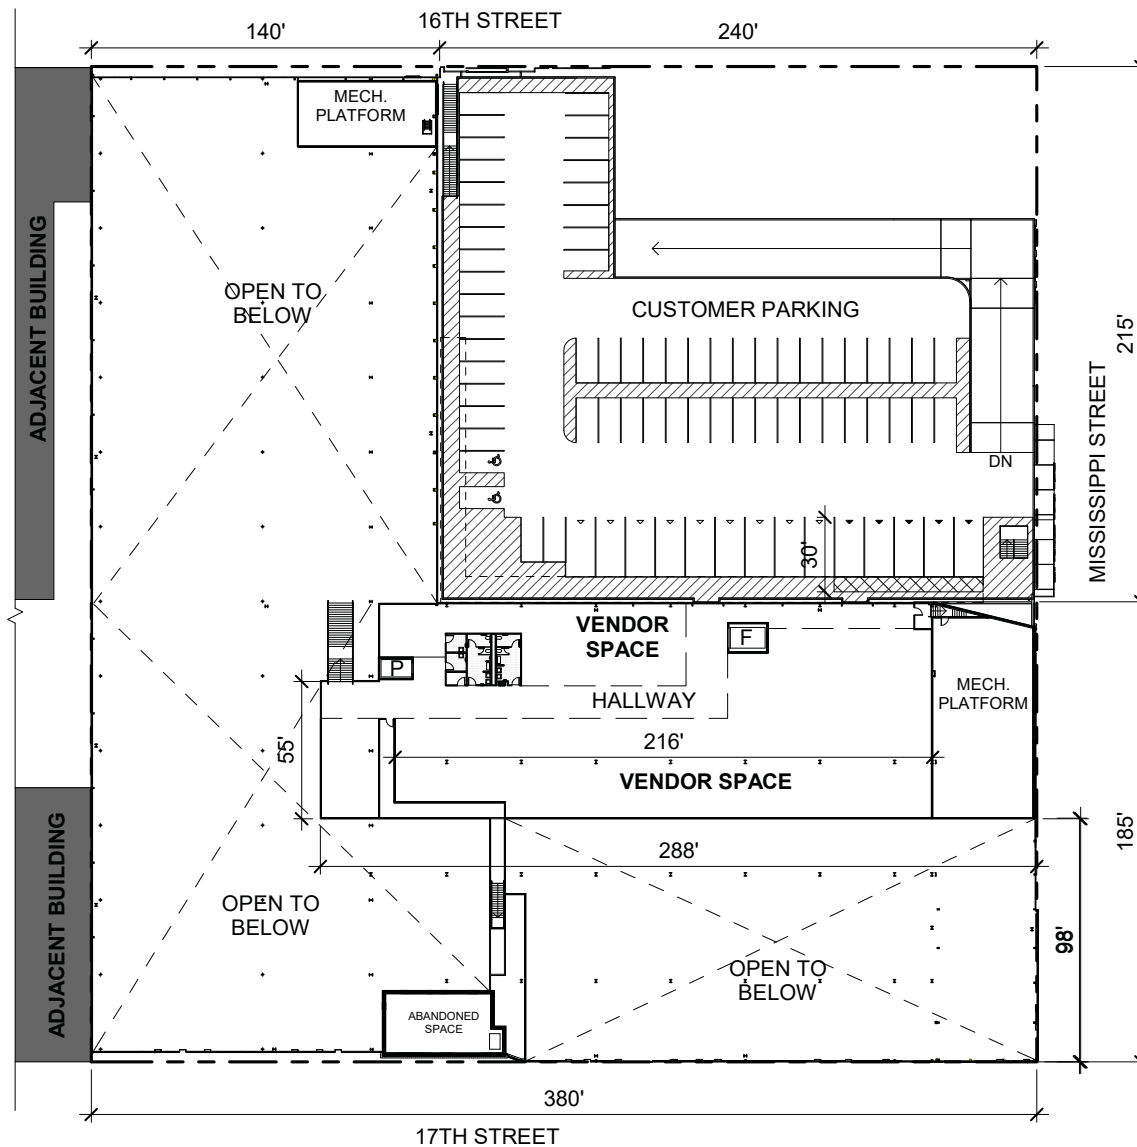 16TH STREET
140'
240'
MECH.
PLATFORM
ADJACENT BUILDING
OPEN TO
BELOW
CUSTOMER PARKING
215'
MISSISSIPPI STREET
DN
30'
VENDOR
SPACE
F
P
HALLWAY
MECH.
PLATFORM
55'
216'
VENDOR SPACE
288'
185'
ADJACENT BUILDING
OPEN TO
BELOW
98'
OPEN TO
BELOW
ABANDONED
SPACE
380'
17TH STREET